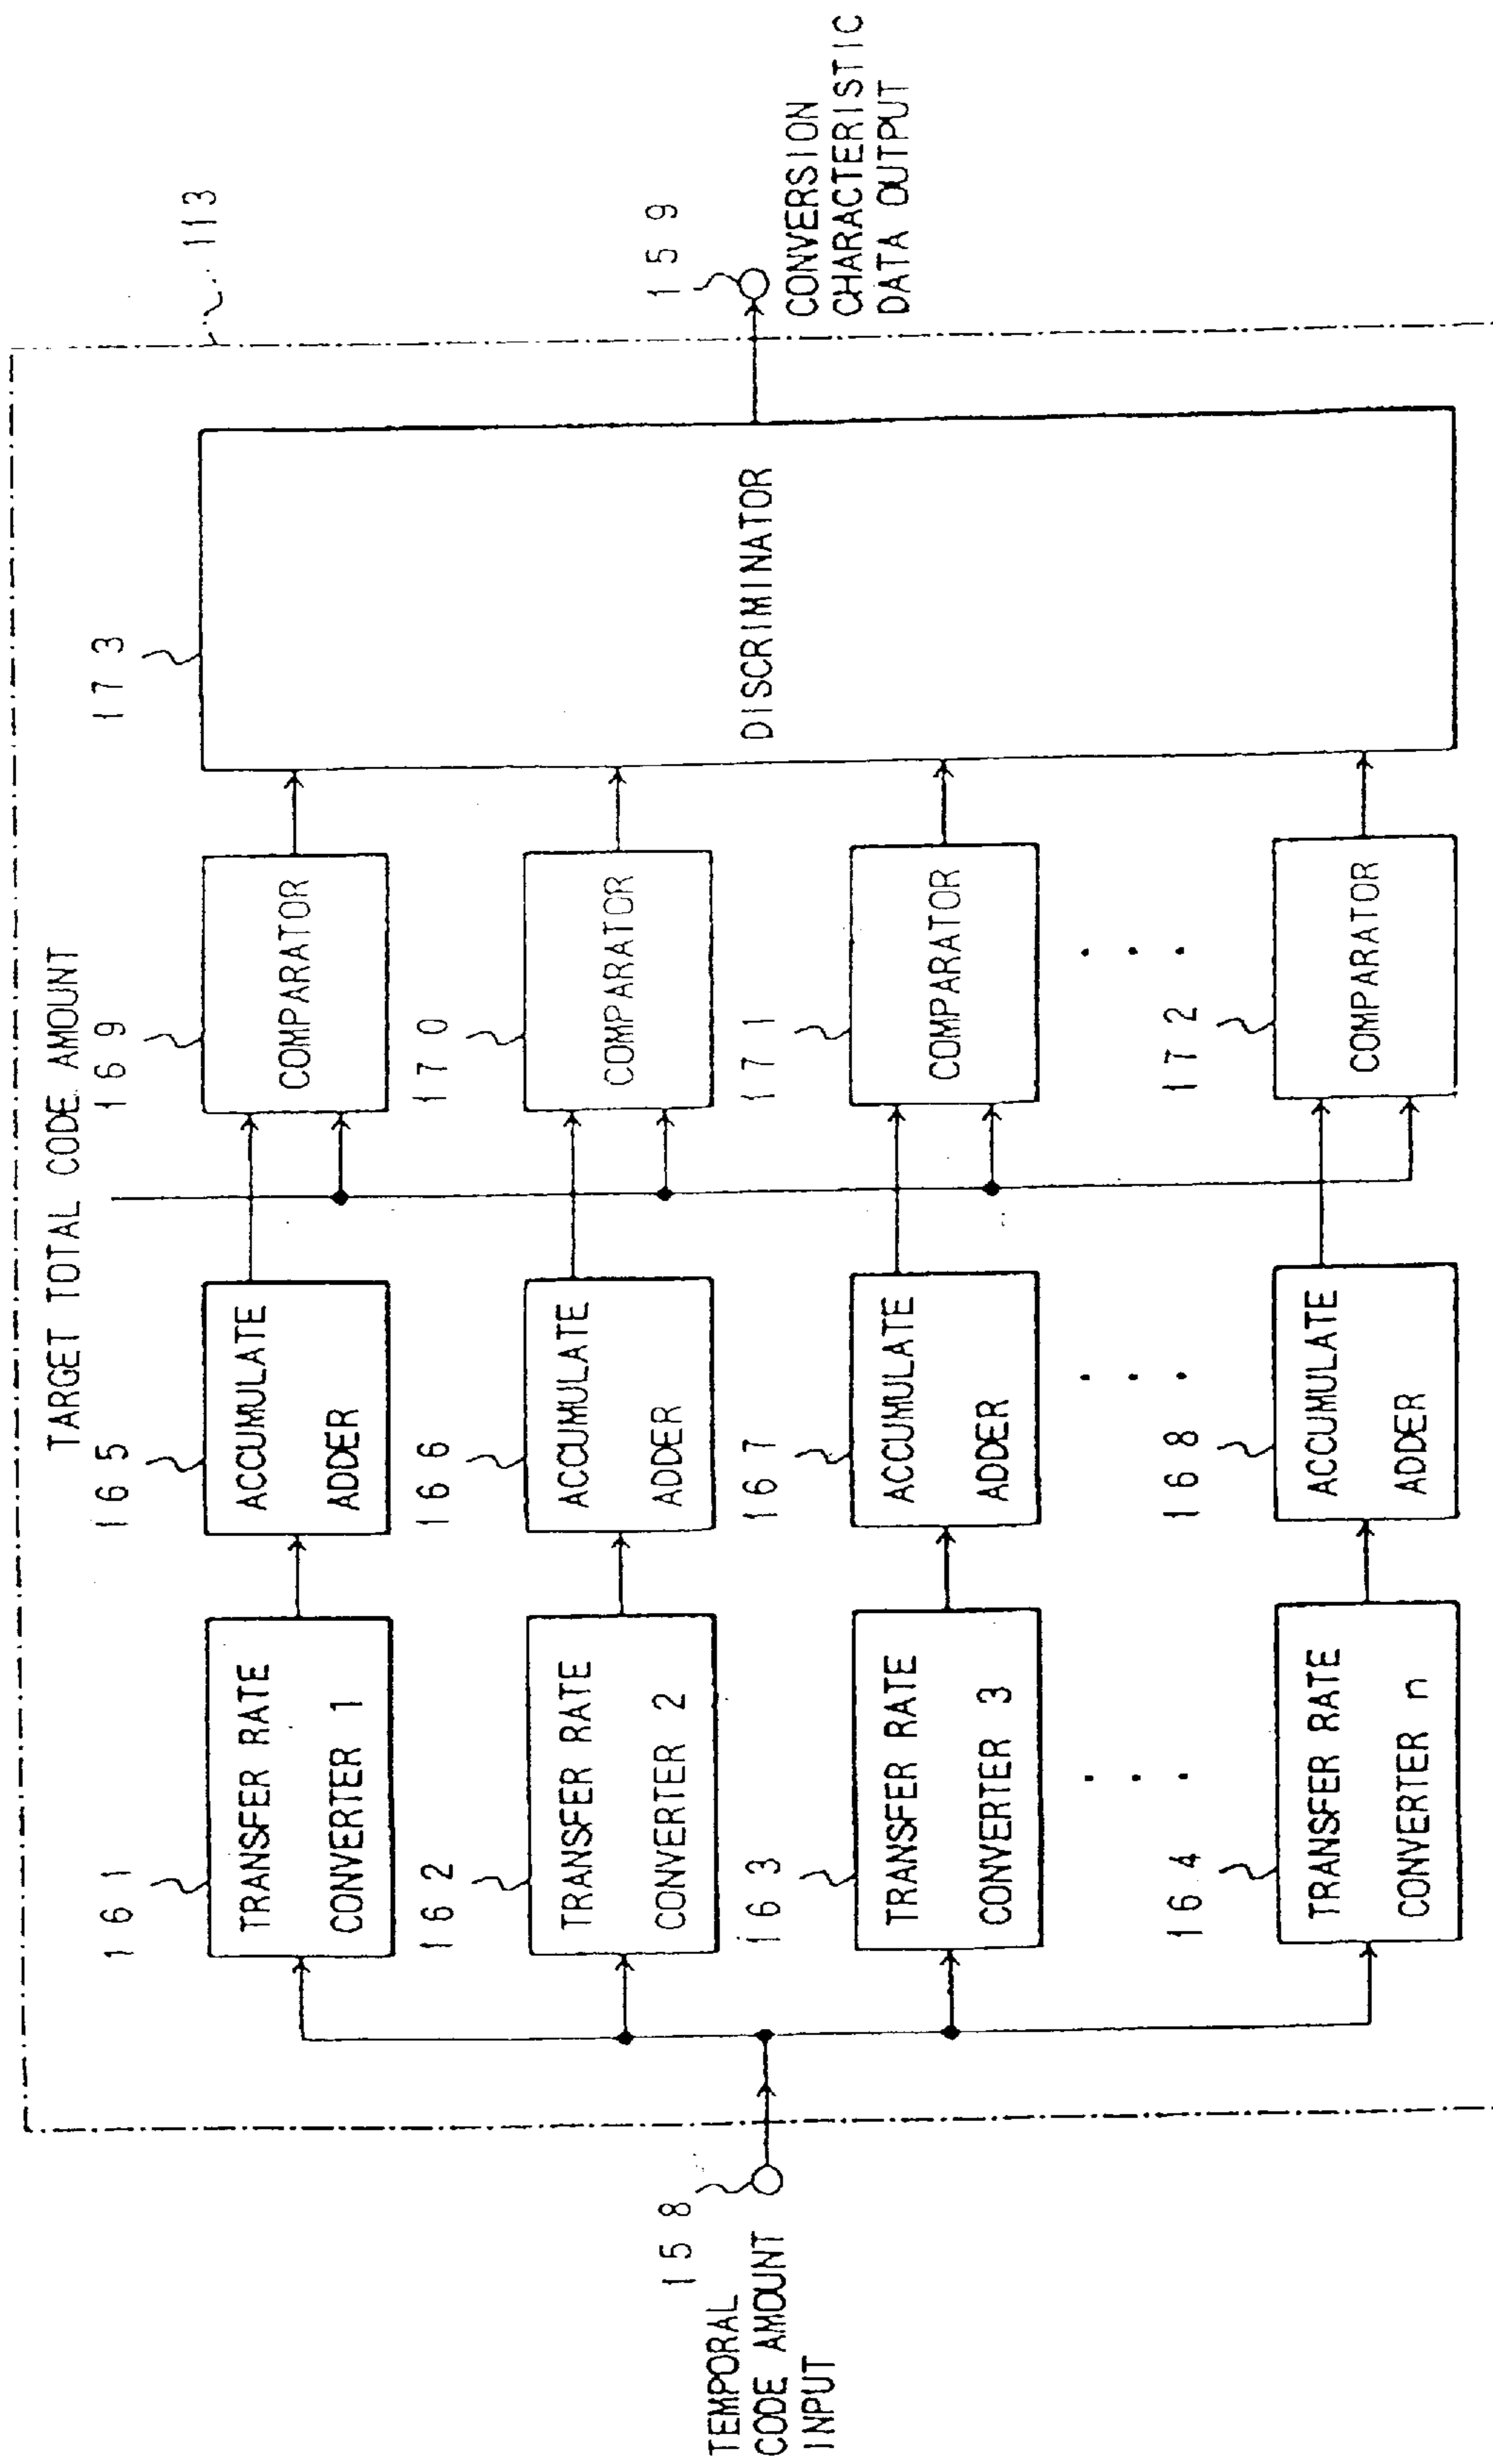 113
TARGET TOTAL CODE AMOUNT
158
TEMPORAL
CODE AMOUNT
INPUT
161
TRANSFER RATE
CONVERTER 1
165
ACCUMULATE
ADDER
169
COMPARATOR
173
DISCRIMINATOR
159
CONVERSION
CHARACTERISTIC
DATA OUTPUT
162
TRANSFER RATE
CONVERTER 2
166
ACCUMULATE
ADDER
170
COMPARATOR
163
TRANSFER RATE
CONVERTER 3
167
ACCUMULATE
ADDER
171
COMPARATOR
164
TRANSFER RATE
CONVERTER n
168
ACCUMULATE
ADDER
172
COMPARATOR